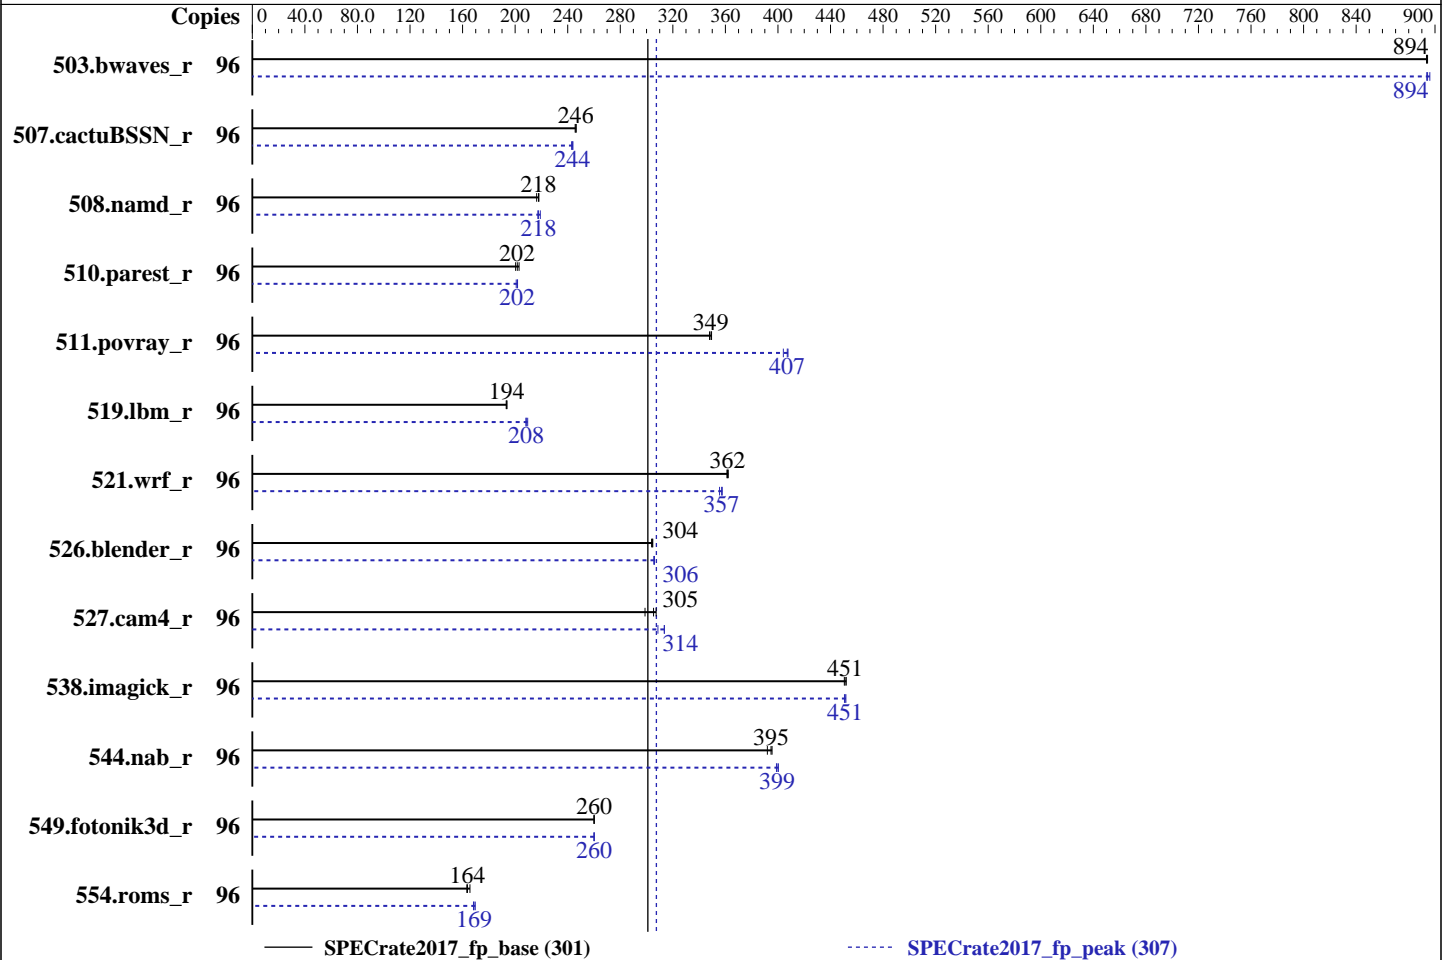 Copies 0 40.0 80.0 120 160 200 240 280 320 360 400 440 480 520 560 600 640 680 720 760 800 840 900
894
503.bwaves_r 96
894
246
507.cactuBSSN_r 96
244
218
508.namd_r 96
218
202
510.parest_r 96
202
349
511.povray_r 96
407
194
519.lbm_r 96
208
362
521.wrf_r 96
357
304
526.blender_r 96
306
305
527.cam4_r 96
314
451
538.imagick_r 96
451
395
544.nab_r 96
399
260
549.fotonik3d_r 96
260
164
554.roms_r 96
169
SPECrate2017_fp_base (301) SPECrate2017_fp_peak (307)